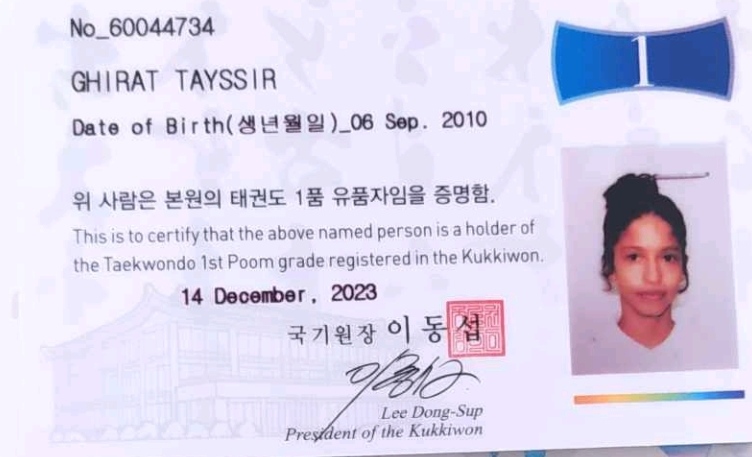 No_60044734
1
GHIRAT TAYSSIR
Date of Birth(생년월일)_06 Sep. 2010
위 사람은 본원의 태권도 1품 유품자임을 증명함.
This is to certify that the above named person is a holder of
the Taekwondo 1st Poom grade registered in the Kukkiwon.
14 December, 2023
국기원장 이동섭
Lee Dong-Sup
President of the Kukkiwon